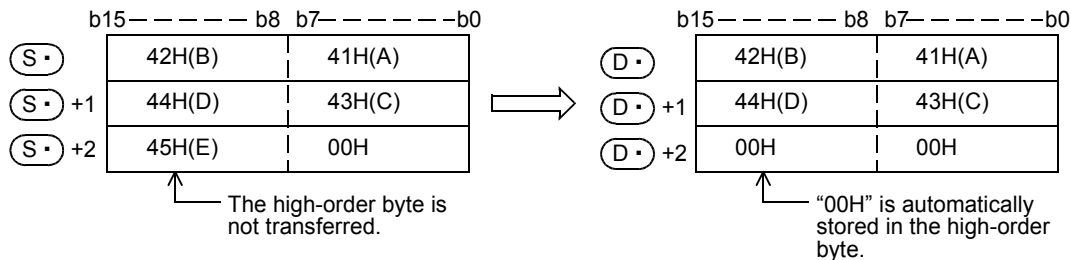 b15 b8 b7 b0 b15 b8 b7 b0
S· 42H(B) 41H(A) D· 42H(B) 41H(A)
S· +1 44H(D) 43H(C) D· +1 44H(D) 43H(C)
S· +2 45H(E) 00H D· +2 00H 00H
The high-order byte is
not transferred.
“00H” is automatically
stored in the high-order
byte.